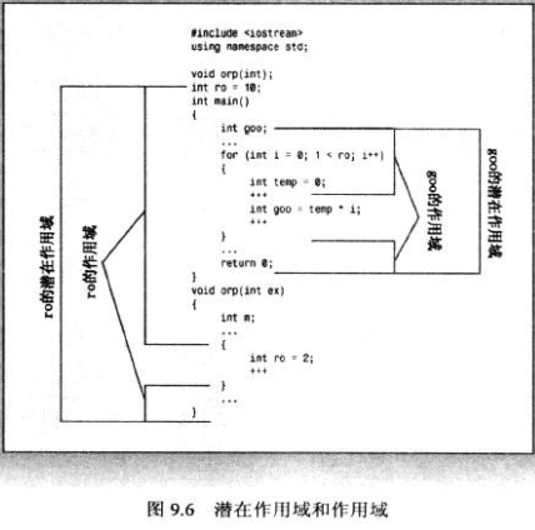 #include <iostream>
using namespace std;
void orp(int);
int ro = 10;
int main()
{
int goo;
...
for (int i = 0; 1 < ro; i++)
{
int temp = 0;
+++
int goo = temp * i;
+++
}
...
return 0;
}
void orp(int ex)
{
int m;
...
{
int ro = 2;
+++
}
...
}
ro的潜在作用域
ro的作用域
goo的作用域
goo的潜在作用域
图 9.6 潜在作用域和作用域